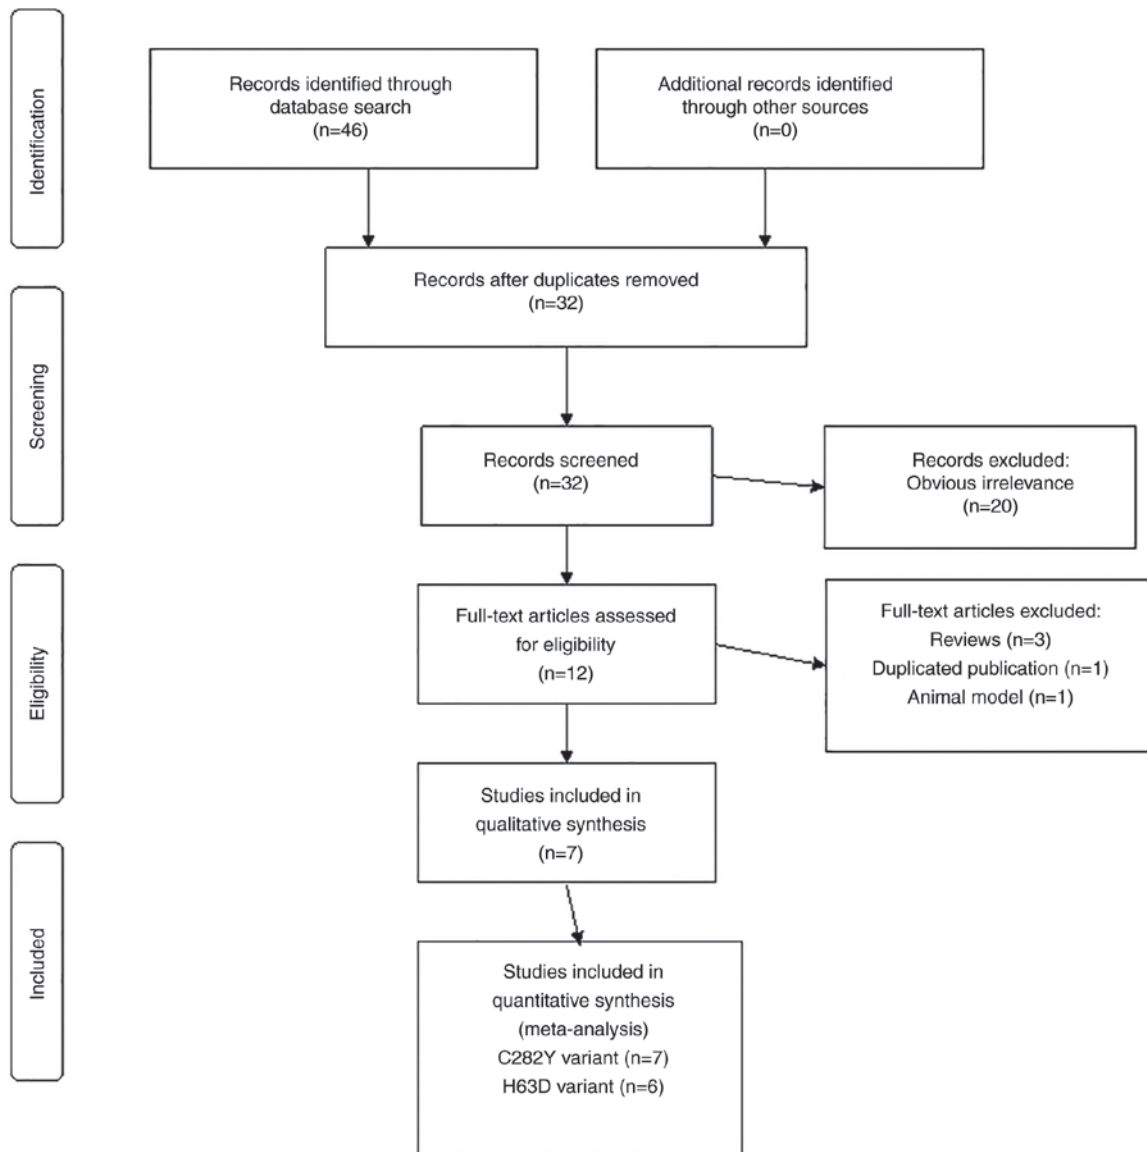 Identification
Records identified through
database search
(n=46)
Additional records identified
through other sources
(n=0)
Records after duplicates removed
(n=32)
Screening
Records screened
(n=32)
Records excluded:
Obvious irrelevance
(n=20)
Eligibility
Full-text articles assessed
for eligibility
(n=12)
Full-text articles excluded:
Reviews (n=3)
Duplicated publication (n=1)
Animal model (n=1)
Studies included in
qualitative synthesis
(n=7)
Included
Studies included in
quantitative synthesis
(meta-analysis)
C282Y variant (n=7)
H63D variant (n=6)